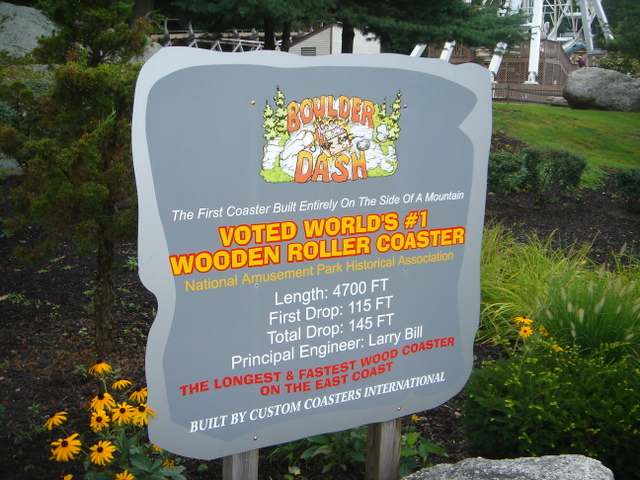 BOULDER
DASH
The First Coaster Built Entirely On The Side Of A Mountain
VOTED WORLD'S #1
WOODEN ROLLER COASTER
National Amusement Park Historical Association
Length: 4700 FT
First Drop: 115 FT
Total Drop: 145 FT
Principal Engineer: Larry Bill
THE LONGEST & FASTEST WOOD COASTER
ON THE EAST COAST
BUILT BY CUSTOM COASTERS INTERNATIONAL